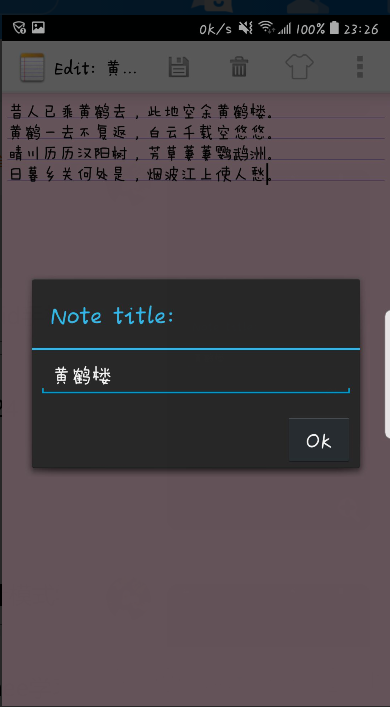 0K/s 100% 23:26
Edit: 黄...
昔人已乘黄鹤去，此地空余黄鹤楼。
黄鹤一去不复返，白云千载空悠悠。
晴川历历汉阳树，芳草萋萋鹦鹉洲。
日暮乡关何处是，烟波江上使人愁。
Note title:
黄鹤楼
Ok